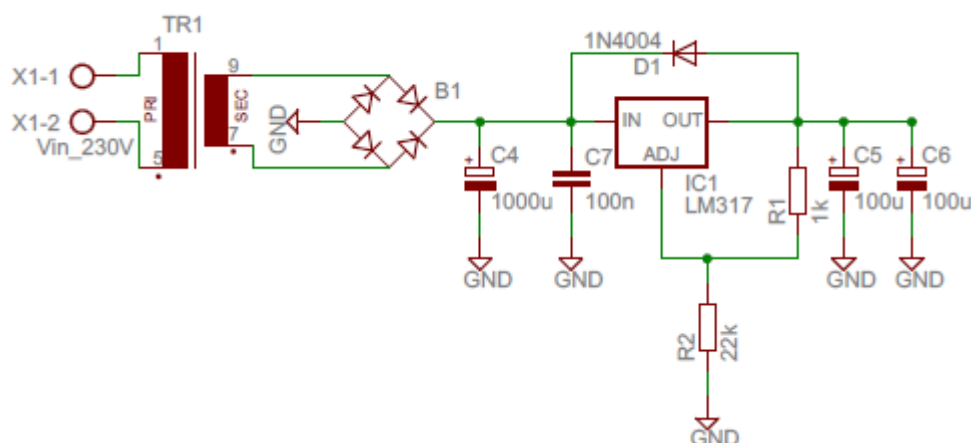 TR1
1
9
X1-1
X1-2
PRI
SEC
Vin_230V
5
7
GND
B1
1N4004
D1
IN OUT
ADJ
IC1
LM317
C4
1000u
GND
C7
100n
GND
R1
1k
C5
100u
GND
C6
100u
GND
R2
22k
GND